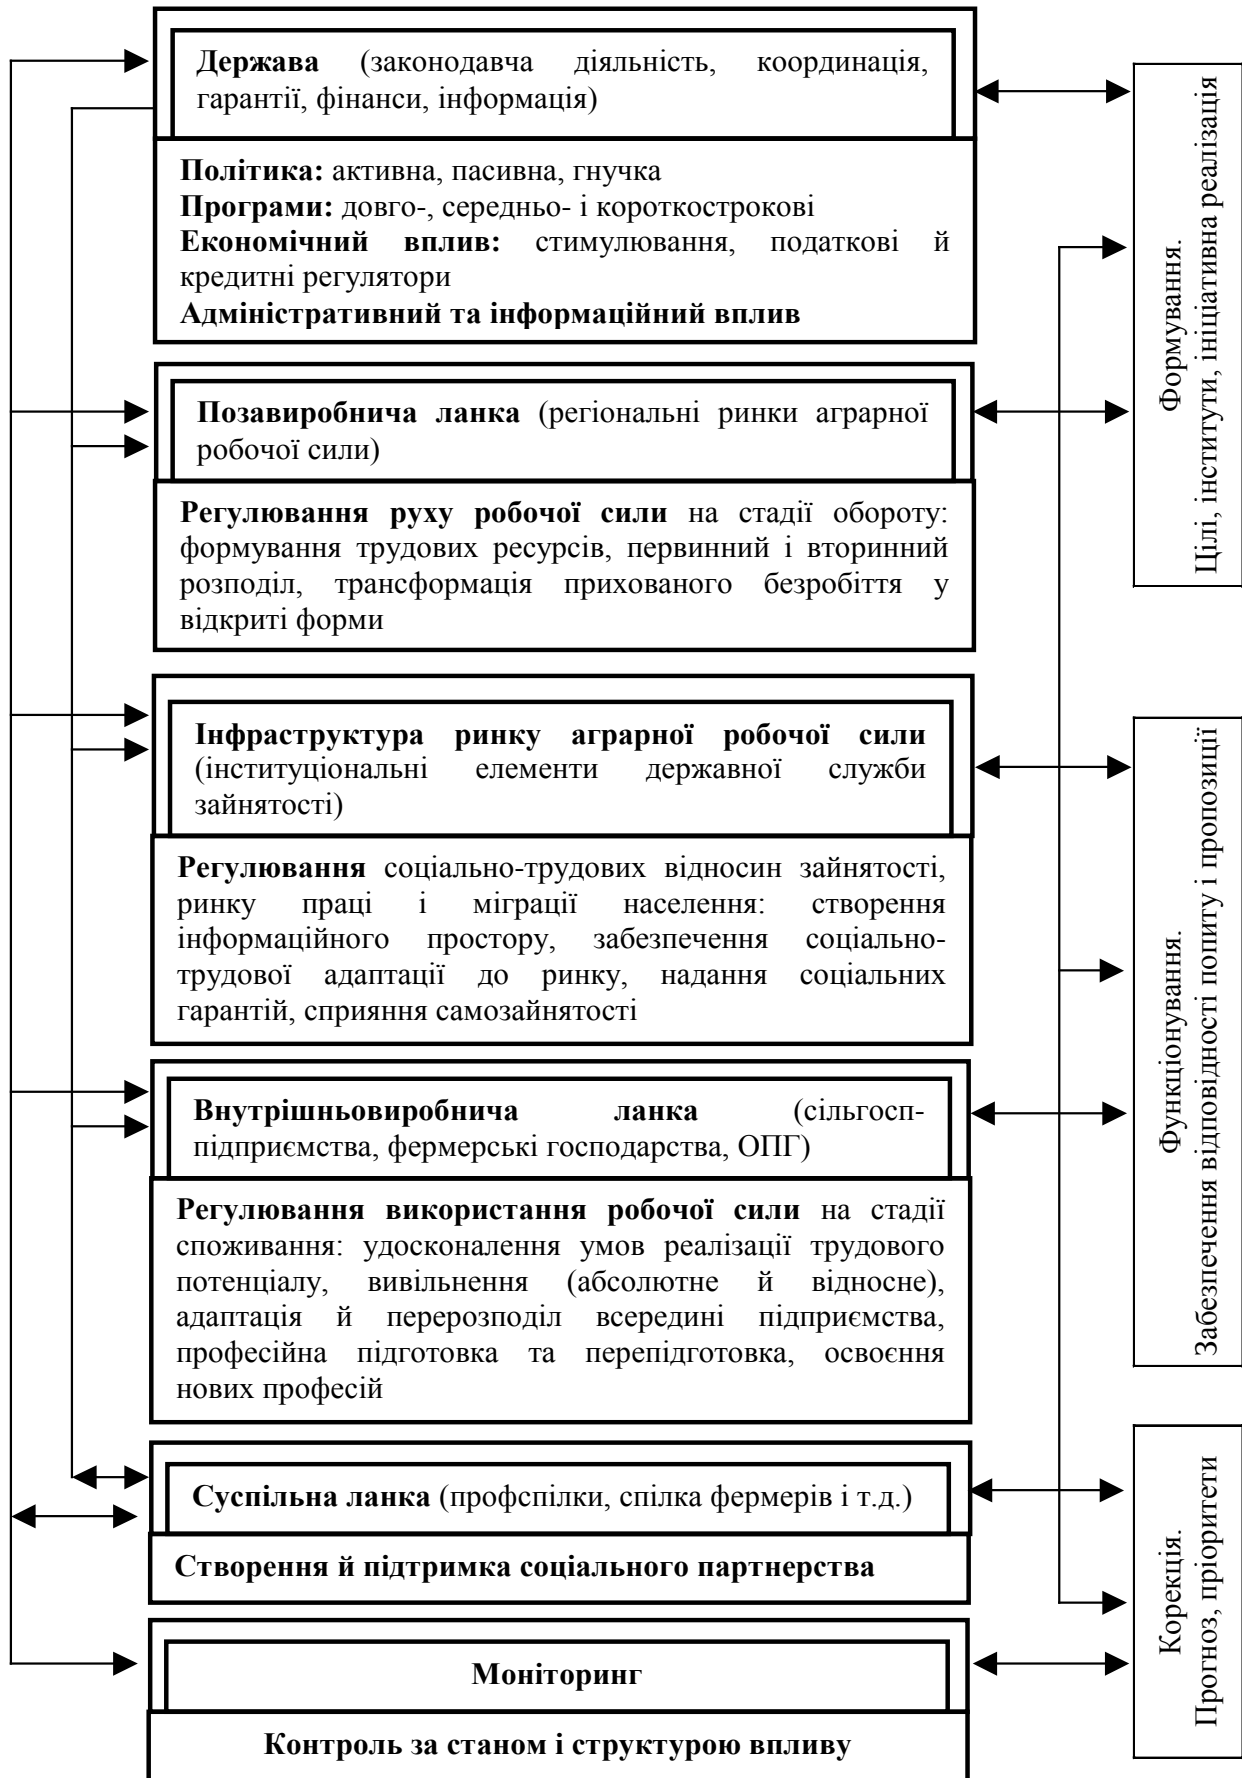 Держава (законодавча діяльність, координація,
гарантії, фінанси, інформація)
Політика: активна, пасивна, гнучка
Програми: довго-, середньо- і короткострокові
Економічний вплив: стимулювання, податкові й
кредитні регулятори
Адміністративний та інформаційний вплив
Позавиробнича ланка (регіональні ринки аграрної
робочої сили)
Регулювання руху робочої сили на стадії обороту:
формування трудових ресурсів, первинний і вторинний
розподіл, трансформація прихованого безробіття у
відкриті форми
Інфраструктура ринку аграрної робочої сили
(інституціональні елементи державної служби
зайнятості)
Регулювання соціально-трудових відносин зайнятості,
ринку праці і міграції населення: створення
інформаційного простору, забезпечення соціально-
трудової адаптації до ринку, надання соціальних
гарантій, сприяння самозайнятості
Внутрішньовиробнича ланка (сільгосп-
підприємства, фермерські господарства, ОПГ)
Регулювання використання робочої сили на стадії
споживання: удосконалення умов реалізації трудового
потенціалу, вивільнення (абсолютне й відносне),
адаптація й перерозподіл всередині підприємства,
професійна підготовка та перепідготовка, освоєння
нових професій
Суспільна ланка (профспілки, спілка фермерів і т.д.)
Створення й підтримка соціального партнерства
Моніторинг
Контроль за станом і структурою впливу
Формування.
Цілі, інститути, ініціативна реалізація
Функціонування.
Забезпечення відповідності попиту і пропозиції
Корекція.
Прогноз, пріоритети